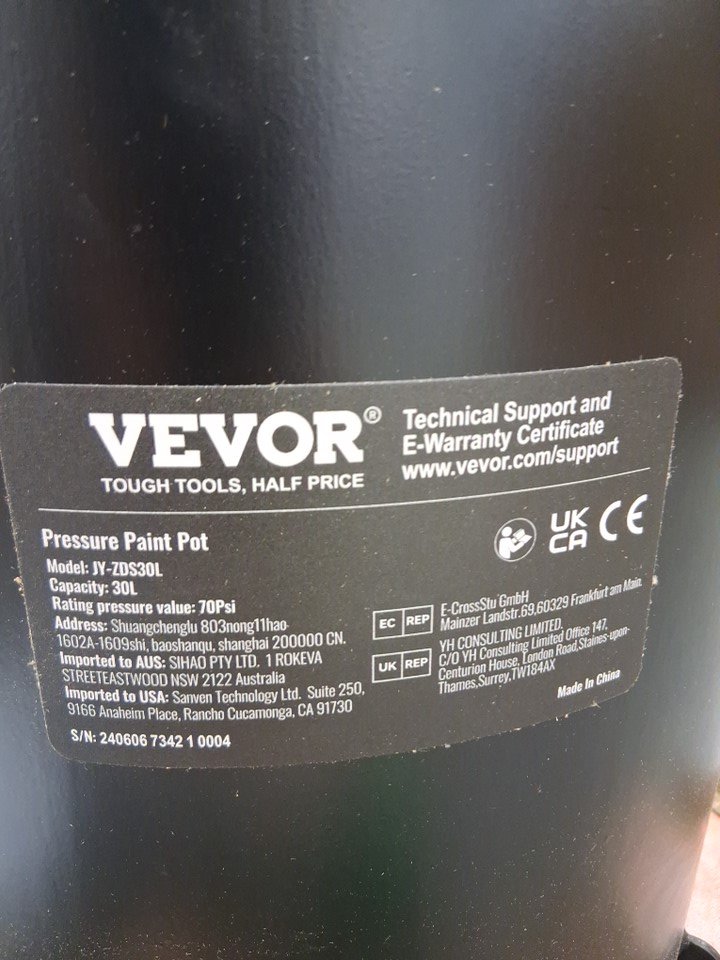 VEVOR®
TOUGH TOOLS, HALF PRICE
Technical Support and
E-Warranty Certificate
www.vevor.com/support
Pressure Paint Pot
UK
CA
CE
Model: JY-ZDS30L
Capacity: 30L
Rating pressure value: 70Psi
Address: Shuangchenglu 803nong11hao
1602A-1609shi, baoshanqu, shanghai 200000 CN.
Imported to AUS: SIHAO PTY LTD. 1 ROKEVA
STREETEASTWOOD NSW 2122 Australia
Imported to USA: Sanven Technology Ltd. Suite 250,
9166 Anaheim Place, Rancho Cucamonga, CA 91730
S/N: 240606 7342 1 0004
EC REP
E-CrossStu GmbH
Mainzer Landstr.69,60329 Frankfurt am Main.
UK REP
YH CONSULTING LIMITED.
C/O YH Consulting Limited Office 147,
Centurion House, London Road,Staines-upon-
Thames,Surrey,TW184AX
Made In China